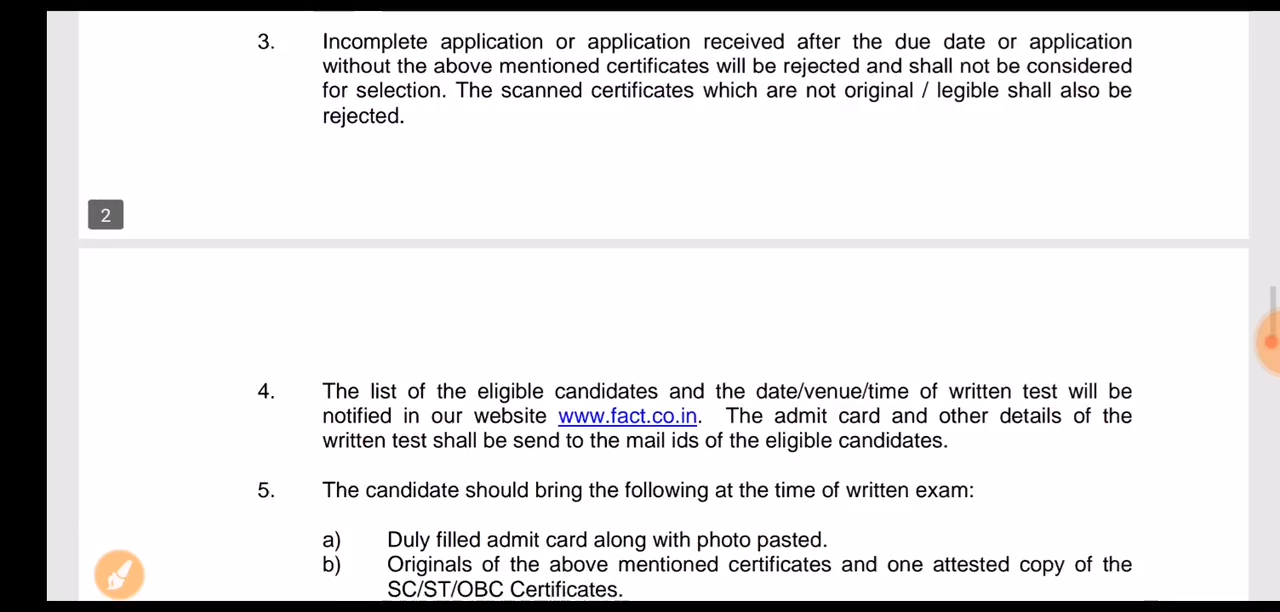 3. Incomplete application or application received after the due date or application
without the above mentioned certificates will be rejected and shall not be considered
for selection. The scanned certificates which are not original / legible shall also be
rejected.
2
4. The list of the eligible candidates and the date/venue/time of written test will be
notified in our website www.fact.co.in. The admit card and other details of the
written test shall be send to the mail ids of the eligible candidates.
5. The candidate should bring the following at the time of written exam:
a) Duly filled admit card along with photo pasted.
b) Originals of the above mentioned certificates and one attested copy of the
SC/ST/OBC Certificates.